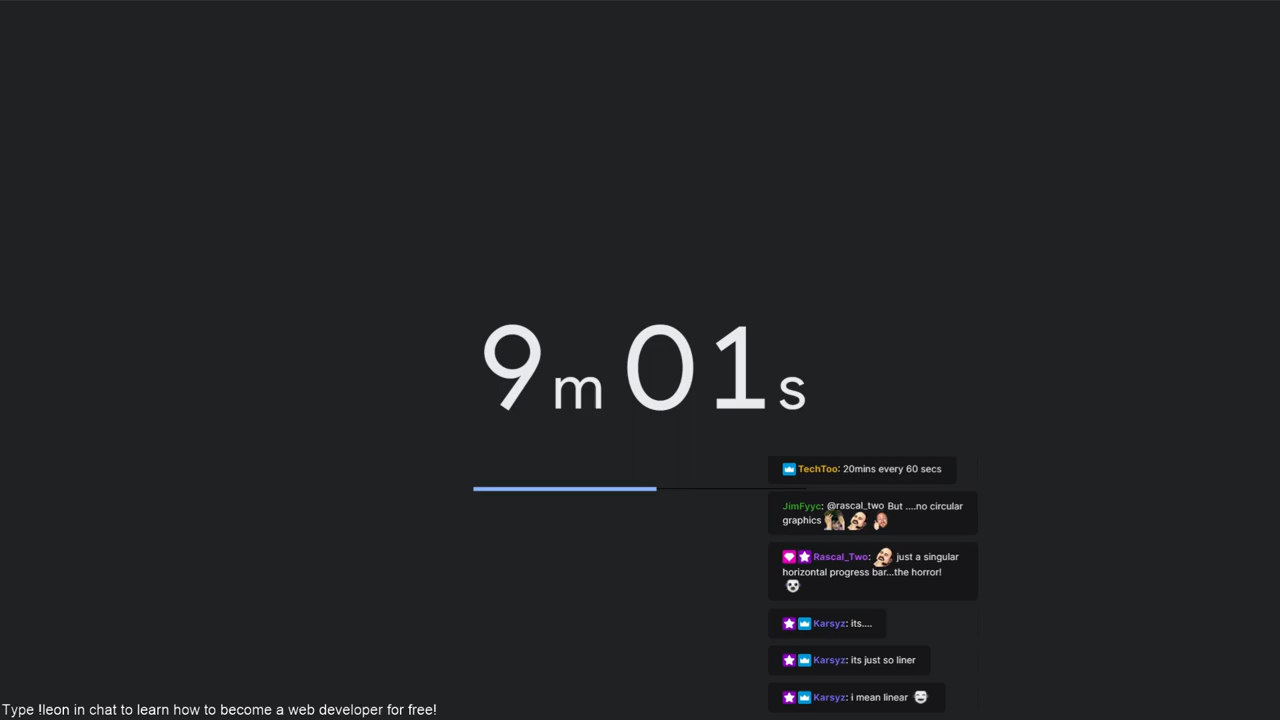 9m 01s
TechToo: 20mins every 60 secs
JimFyyc: @rascal_two But ....no circular
graphics
Rascal_Two: just a singular
horizontal progress bar...the horror!
Karsyz: its....
Karsyz: its just so liner
Karsyz: i mean linear
Type !leon in chat to learn how to become a web developer for free!